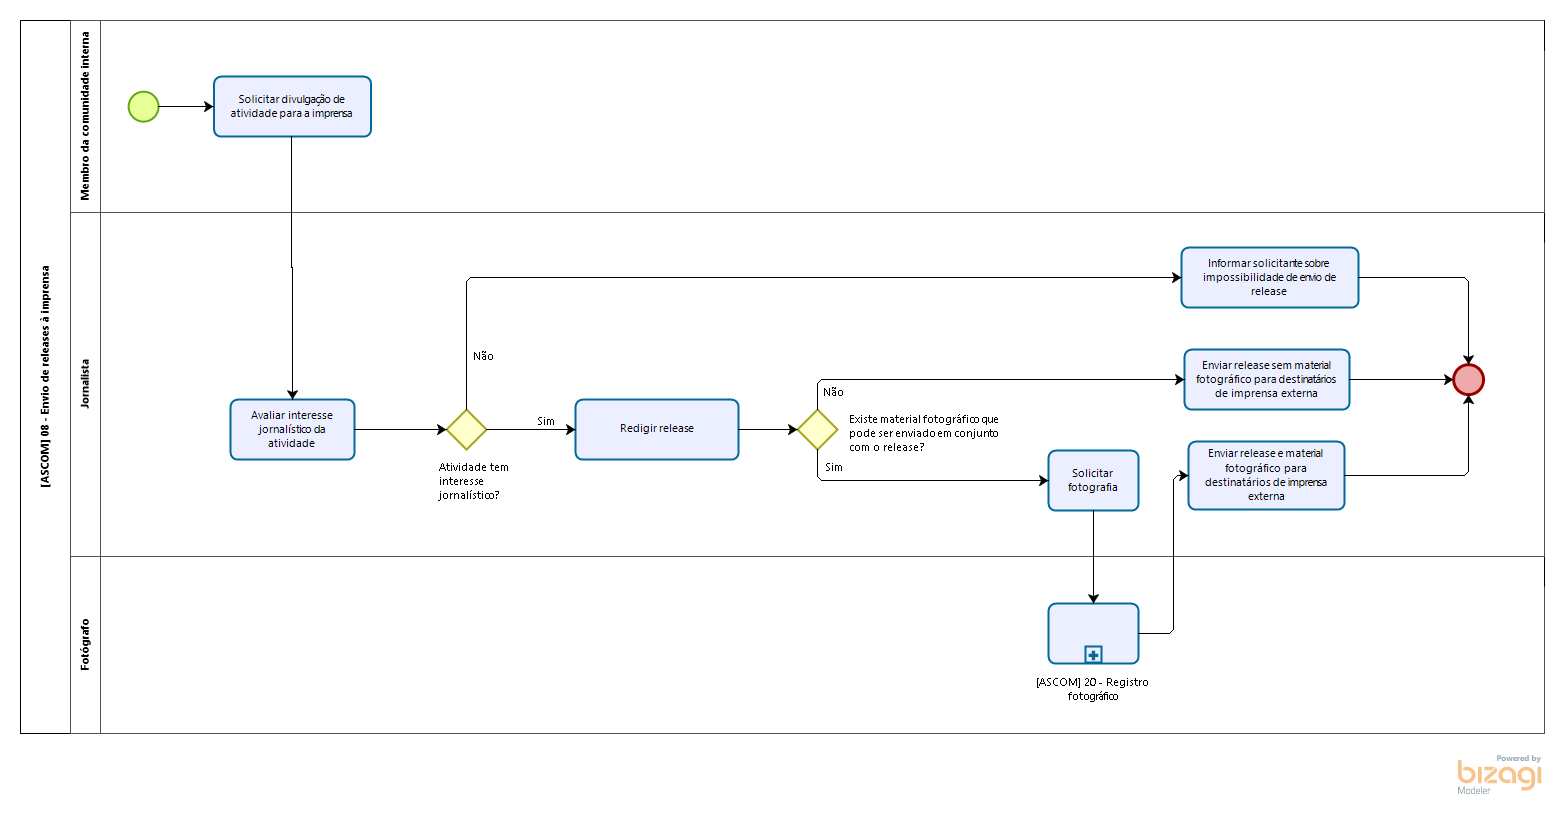 [ASCOM] 08 - Envio de releases à imprensa
Membro da comunidade interna
Solicitar divulgação de
atividade para a imprensa
Jornalista
Informar solicitante sobre
impossibilidade de envio de
release
Não
Enviar release sem material
fotográfico para destinatários
de imprensa externa
Não
Avaliar interesse
jornalístico da
atividade
Sim
Redigir release
Existe material fotográfico que
pode ser enviado em conjunto
com o release?
Atividade tem
interesse
jornalístico?
Sim
Solicitar
fotografia
Enviar release e material
fotográfico para
destinatários de imprensa
externa
Fotógrafo
[ASCOM] 20 - Registro
fotográfico
Powered by
bizagi
Modeler